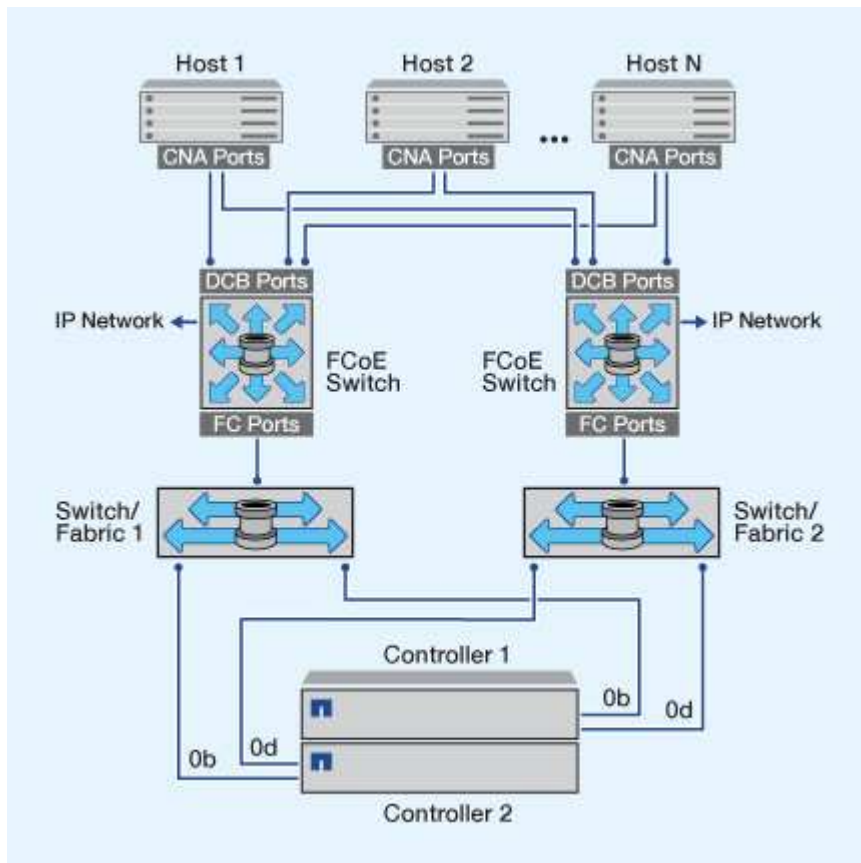 Host 1 Host 2 Host N
...
CNA Ports CNA Ports CNA Ports
DCB Ports DCB Ports
IP Network IP Network
FCoE
Switch
FCoE
Switch
FC Ports FC Ports
Switch/
Fabric 1
Switch/
Fabric 2
Controller 1
0b 0d
0b 0d
Controller 2